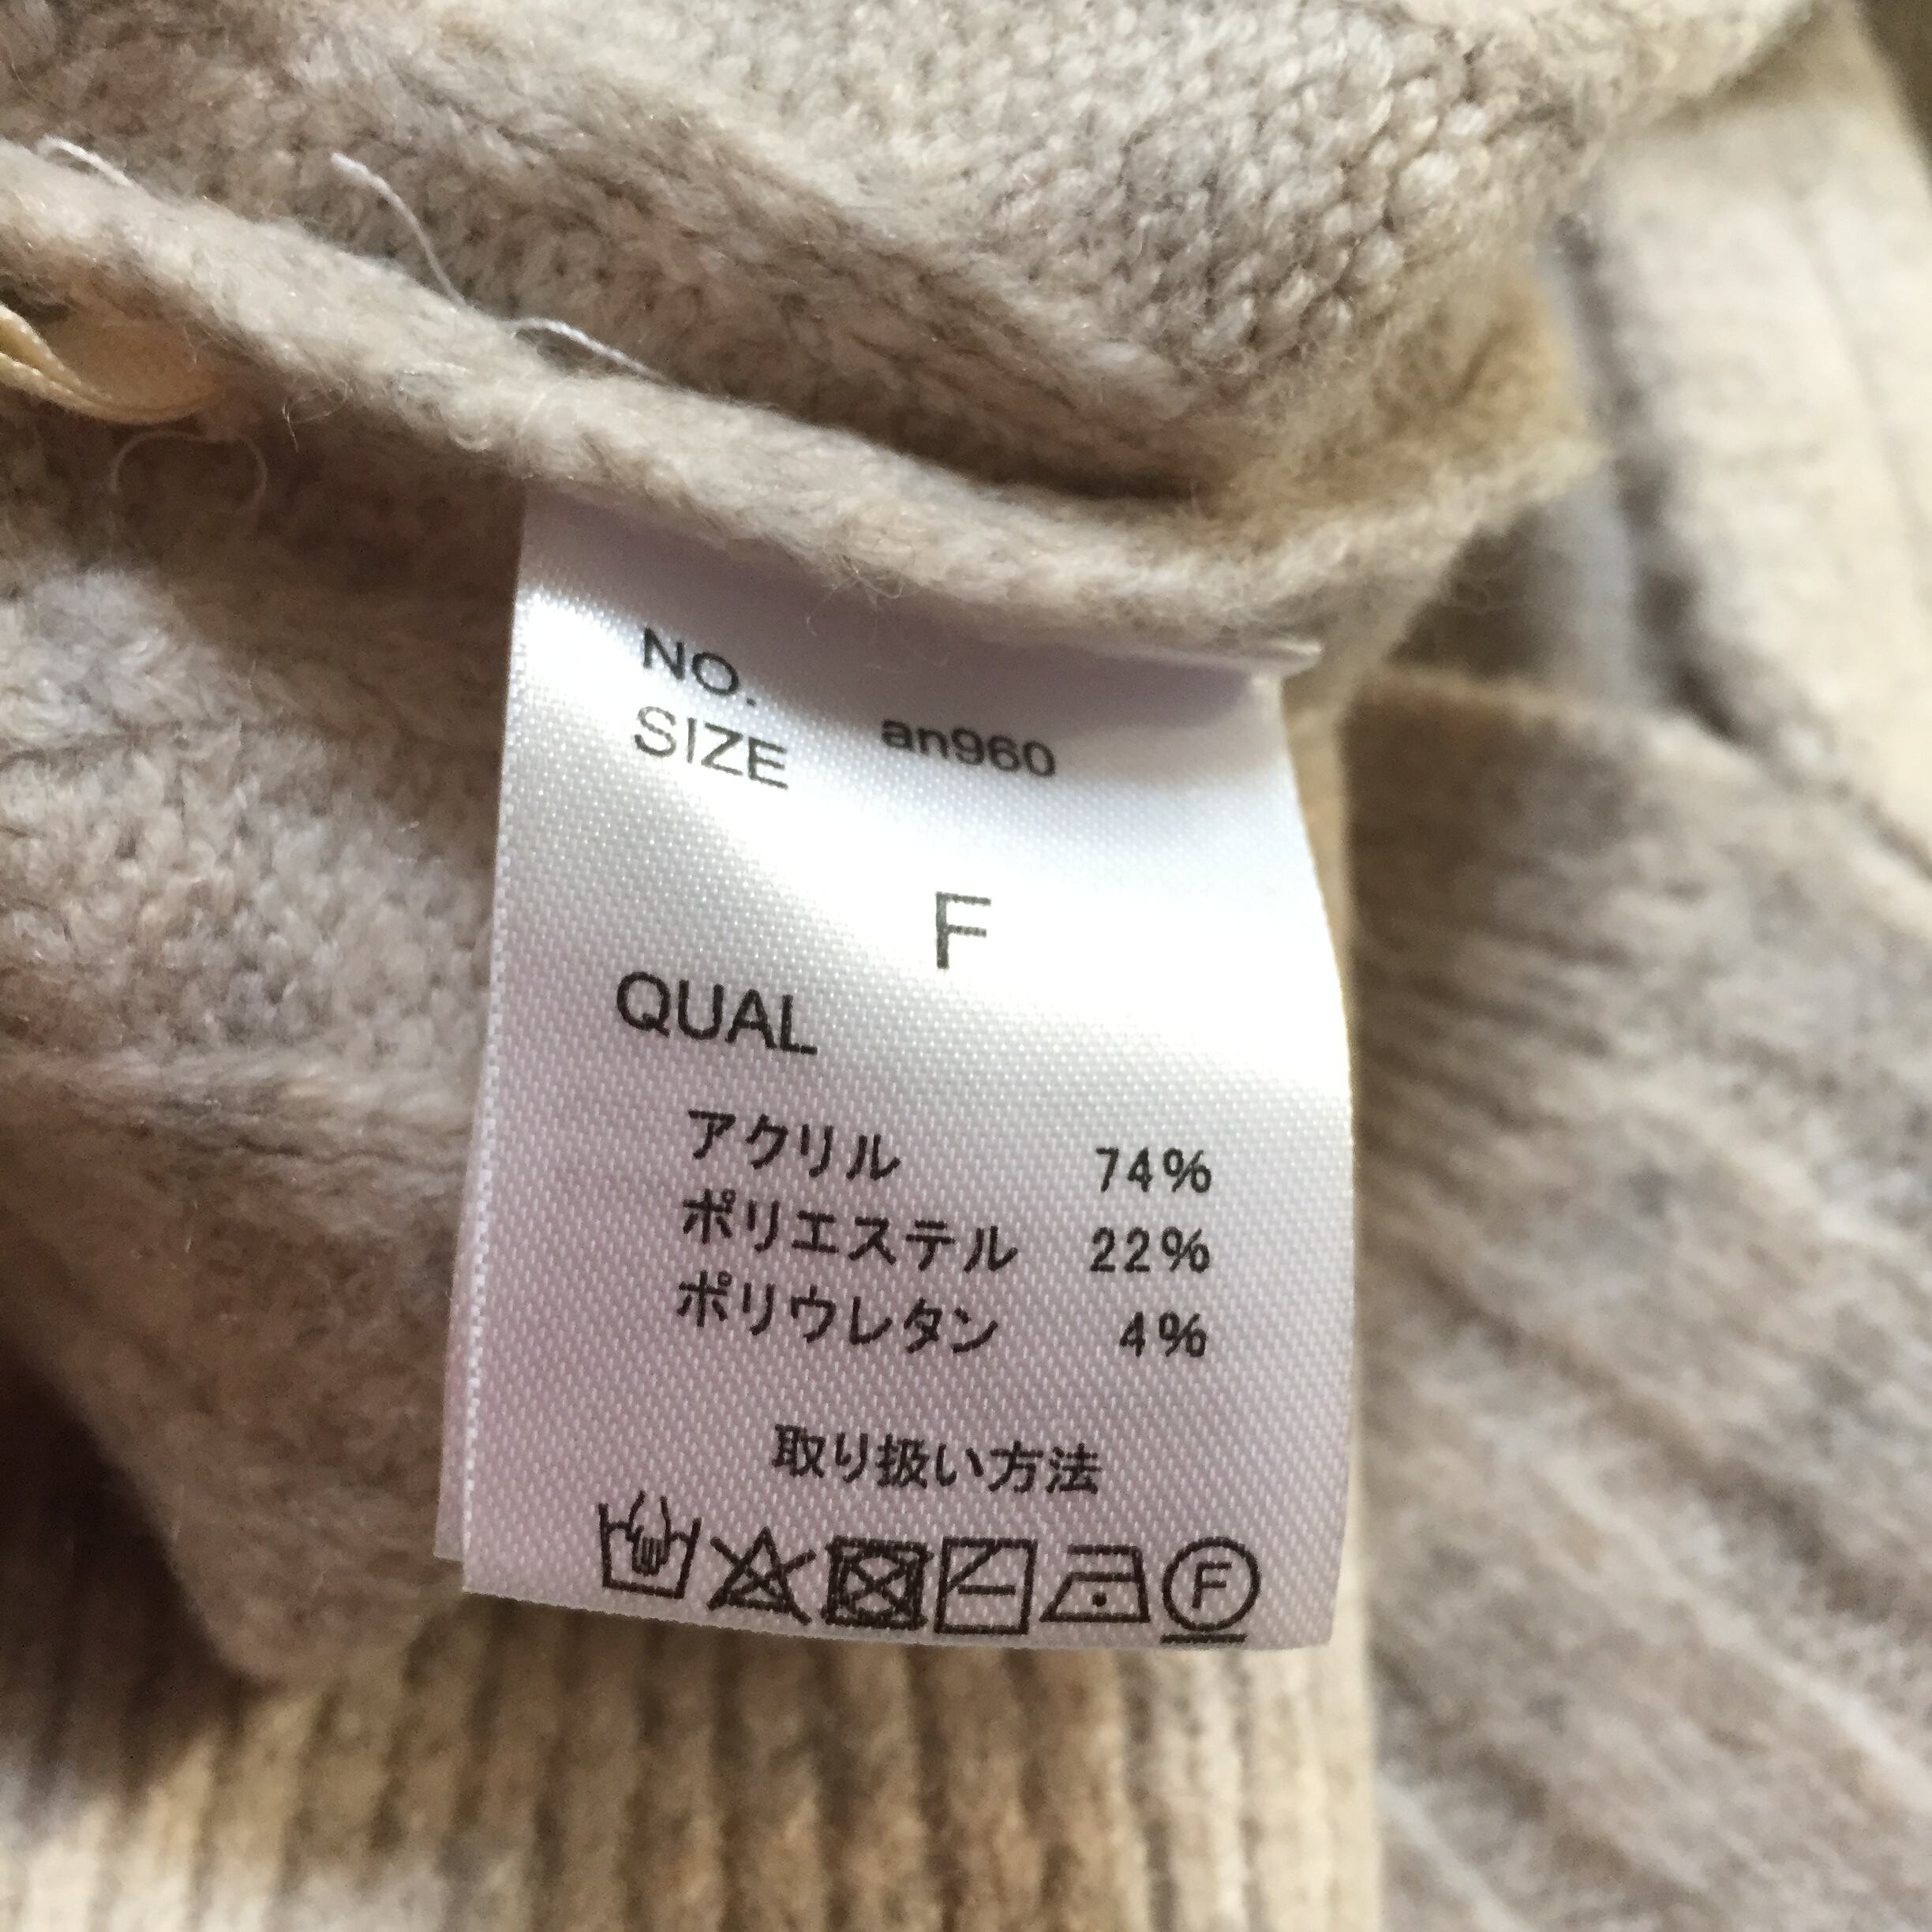 NO.
an960
SIZE
F
QUAL
アクリル 74%
ポリエステル 22%
ポリウレタン 4%
取り扱い方法
F